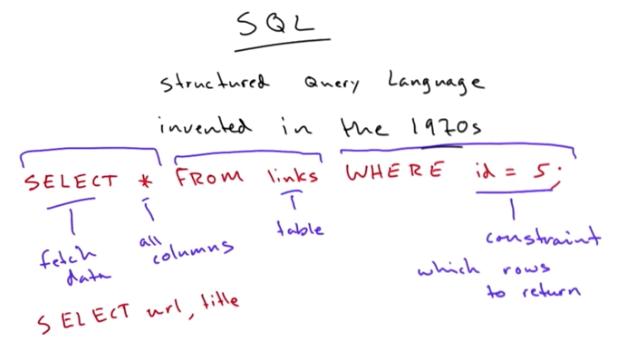 SQL
Structured Query Language
invented in the 1970s
SELECT * FROM links WHERE id = 5;
fetch data
all columns
table
constraint
which rows
to return
SELECT url, title